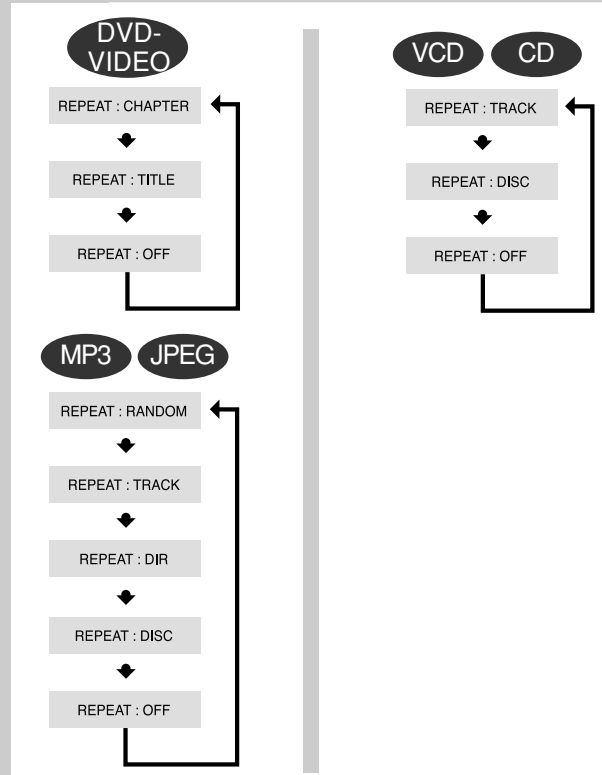 DVD-
VIDEO
REPEAT : CHAPTER
REPEAT : TITLE
REPEAT : OFF
MP3
JPEG
REPEAT : RANDOM
REPEAT : TRACK
REPEAT : DIR
REPEAT : DISC
REPEAT : OFF
VCD
CD
REPEAT : TRACK
REPEAT : DISC
REPEAT : OFF